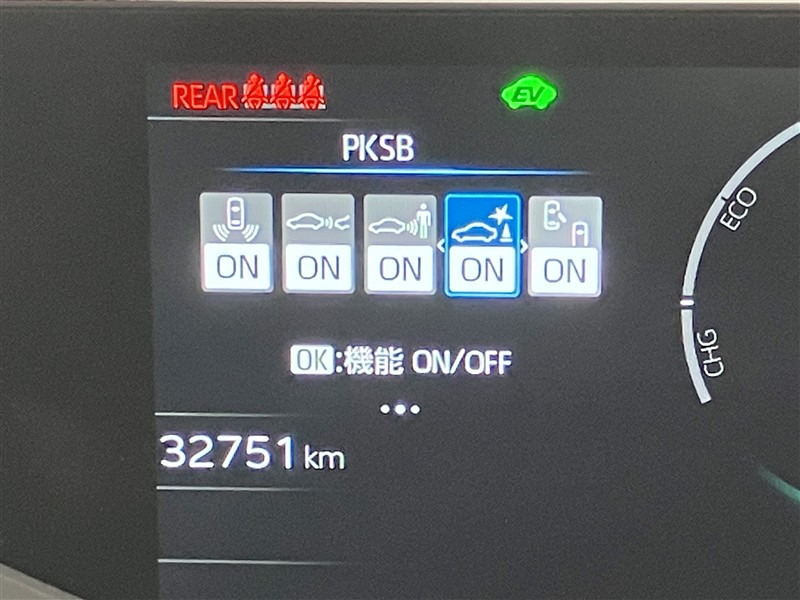 REAR
EV
PKSB
ON ON ON ON ON
OK:機能 ON/OFF
32751 km
ECO
CHG